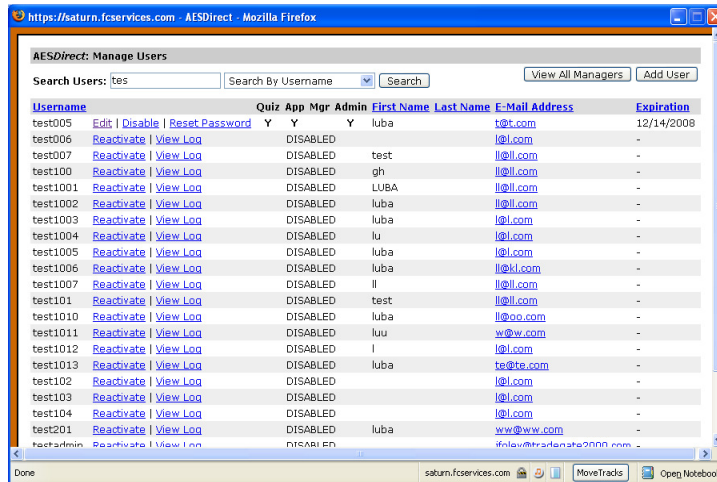 https://saturn.fcservices.com - AESDirect - Mozilla Firefox
AESDirect: Manage Users
Search Users: tes Search By Username Search View All Managers Add User
Username Quiz App Mgr Admin First Name Last Name E-Mail Address Expiration
test005 Edit | Disable | Reset Password Y Y Y luba t@t.com 12/14/2008
test006 Reactivate | View Log DISABLED l@l.com -
test007 Reactivate | View Log DISABLED test ll@ll.com -
test100 Reactivate | View Log DISABLED gh ll@ll.com -
test1001 Reactivate | View Log DISABLED LUBA ll@ll.com -
test1002 Reactivate | View Log DISABLED luba ll@ll.com -
test1003 Reactivate | View Log DISABLED luba l@l.com -
test1004 Reactivate | View Log DISABLED lu l@l.com -
test1005 Reactivate | View Log DISABLED luba l@l.com -
test1006 Reactivate | View Log DISABLED luba ll@kl.com -
test1007 Reactivate | View Log DISABLED ll ll@ll.com -
test101 Reactivate | View Log DISABLED test ll@ll.com -
test1010 Reactivate | View Log DISABLED luba ll@oo.com -
test1011 Reactivate | View Log DISABLED luu w@w.com -
test1012 Reactivate | View Log DISABLED l l@l.com -
test1013 Reactivate | View Log DISABLED luba te@te.com -
test102 Reactivate | View Log DISABLED l@l.com -
test103 Reactivate | View Log DISABLED l@l.com -
test104 Reactivate | View Log DISABLED l@l.com -
test201 Reactivate | View Log DISABLED luba ww@ww.com -
testadmin Reactivate | View Log DISABLED jfoley@tradegate2000.com -
Done saturn.fcservices.com MoveTracks Open Notebook